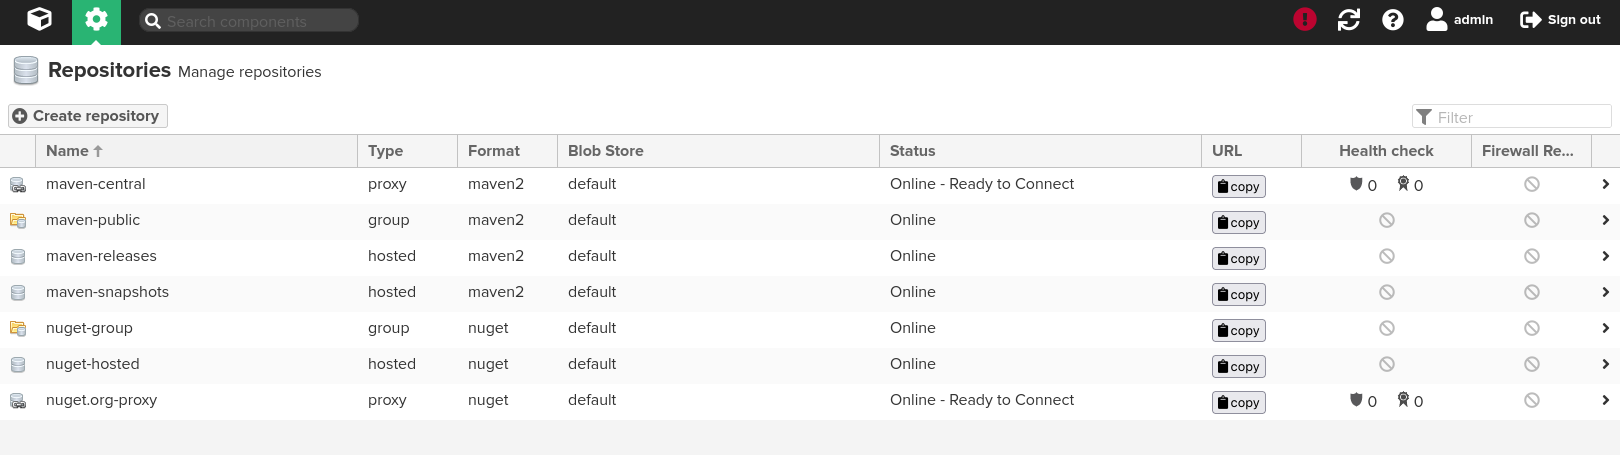 Search components admin Sign out
Repositories Manage repositories
Create repository Filter
Name Type Format Blob Store Status URL Health check Firewall Re...
maven-central proxy maven2 default Online - Ready to Connect copy 0 0
maven-public group maven2 default Online copy
maven-releases hosted maven2 default Online copy
maven-snapshots hosted maven2 default Online copy
nuget-group group nuget default Online copy
nuget-hosted hosted nuget default Online copy
nuget.org-proxy proxy nuget default Online - Ready to Connect copy 0 0